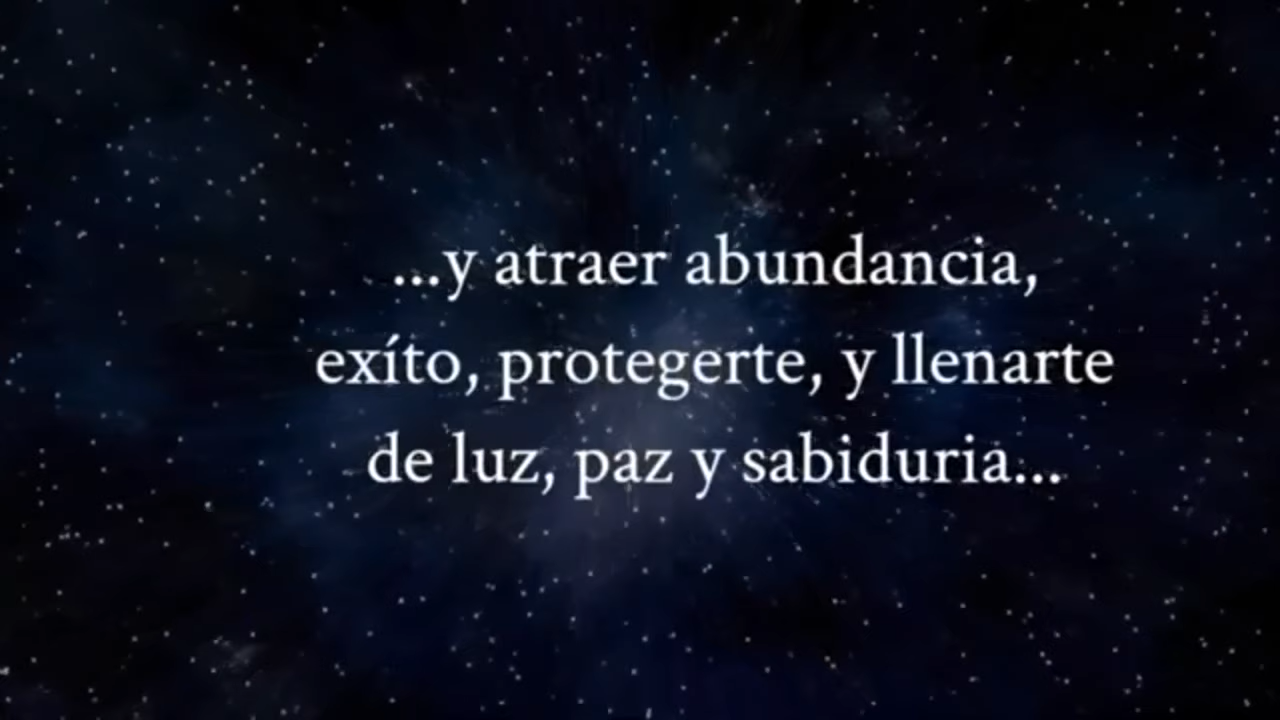 ...y atraer abundancia,
exíto, protegerte, y llenarte
de luz, paz y sabiduria...